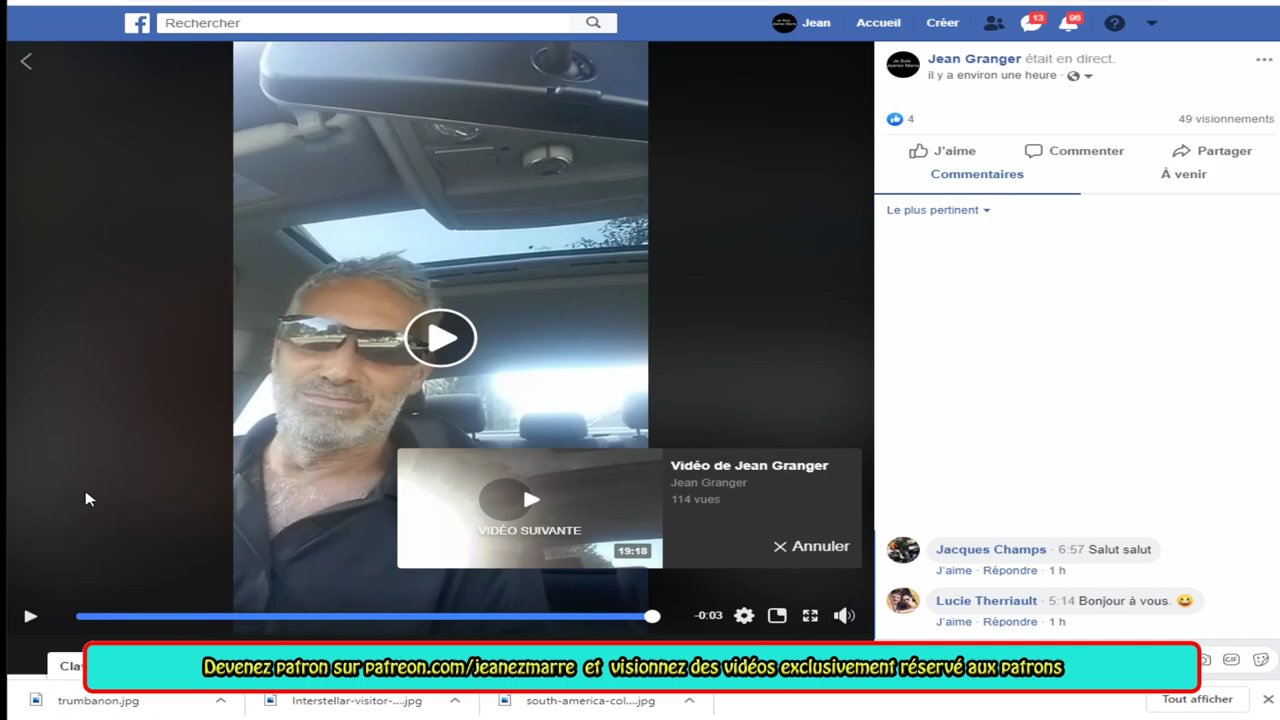 Rechercher
Jean Accueil Créer 13 96
Jean Granger était en direct.
il y a environ une heure
4 49 visionnements
J'aime Commenter Partager
Commentaires À venir
Le plus pertinent
Vidéo de Jean Granger
Jean Granger
114 vues
VIDÉO SUIVANTE
19:18 Annuler
Jacques Champs · 6:57 Salut salut
J'aime · Répondre · 1 h
Lucie Therriault · 5:14 Bonjour à vous. 😀
J'aime · Répondre · 1 h
-0:03
GIF
Devenez patron sur patreon.com/jeanezmarre et visionnez des vidéos exclusivement réservé aux patrons
trumbanon.jpg Interstellar-visitor-....jpg south-america-col....jpg Tout afficher